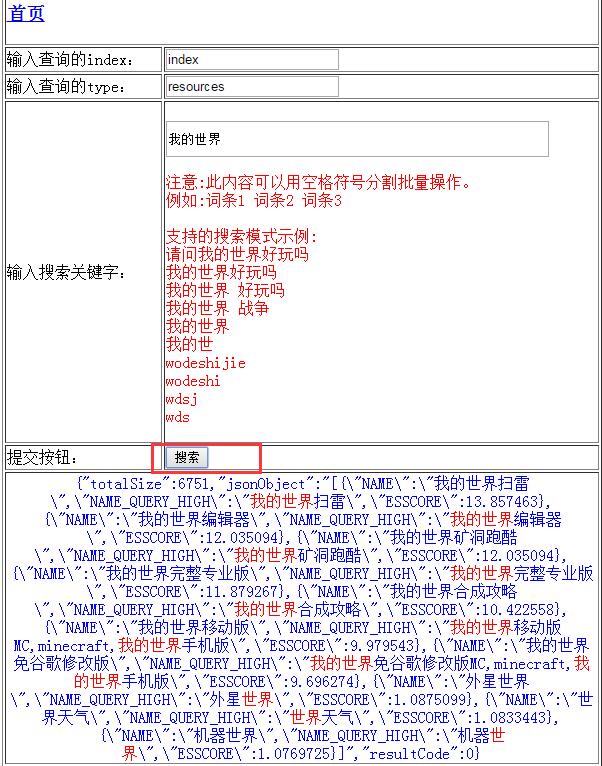 首页
输入查询的index：
index
输入查询的type：
resources
输入搜索关键字：
我的世界
注意:此内容可以用空格符号分割批量操作。
例如:词条1 词条2 词条3
支持的搜索模式示例:
请问我的世界好玩吗
我的世界好玩吗
我的世界 好玩吗
我的世界 战争
我的世界
我的世
wodeshijie
wodeshi
wdsj
wds
提交按钮：
搜索
{"totalSize":6751,"jsonObject":"[{\"NAME\":\"我的世界扫雷
\",\"NAME_QUERY_HIGH\":\"我的世界扫雷\",\"ESSCORE\":13.857463},
{\"NAME\":\"我的世界编辑器\",\"NAME_QUERY_HIGH\":\"我的世界编辑器
\",\"ESSCORE\":12.035094},{\"NAME\":\"我的世界矿洞跑酷
\",\"NAME_QUERY_HIGH\":\"我的世界矿洞跑酷\",\"ESSCORE\":12.035094},
{\"NAME\":\"我的世界完整专业版\",\"NAME_QUERY_HIGH\":\"我的世界完整专业版
\",\"ESSCORE\":11.879267},{\"NAME\":\"我的世界合成攻略
\",\"NAME_QUERY_HIGH\":\"我的世界合成攻略\",\"ESSCORE\":10.422558},
{\"NAME\":\"我的世界移动版\",\"NAME_QUERY_HIGH\":\"我的世界移动版
MC,minecraft,我的世界手机版\",\"ESSCORE\":9.979543},{\"NAME\":\"我的世界
免谷歌修改版\",\"NAME_QUERY_HIGH\":\"我的世界免谷歌修改版MC,minecraft,我
的世界手机版\",\"ESSCORE\":9.696274},{\"NAME\":\"外星世界
\",\"NAME_QUERY_HIGH\":\"外星世界\",\"ESSCORE\":1.0875099},{\"NAME\":\"世
界天气\",\"NAME_QUERY_HIGH\":\"世界天气\",\"ESSCORE\":1.0833443},
{\"NAME\":\"机器世界\",\"NAME_QUERY_HIGH\":\"机器世
界\",\"ESSCORE\":1.0769725}]","resultCode":0}